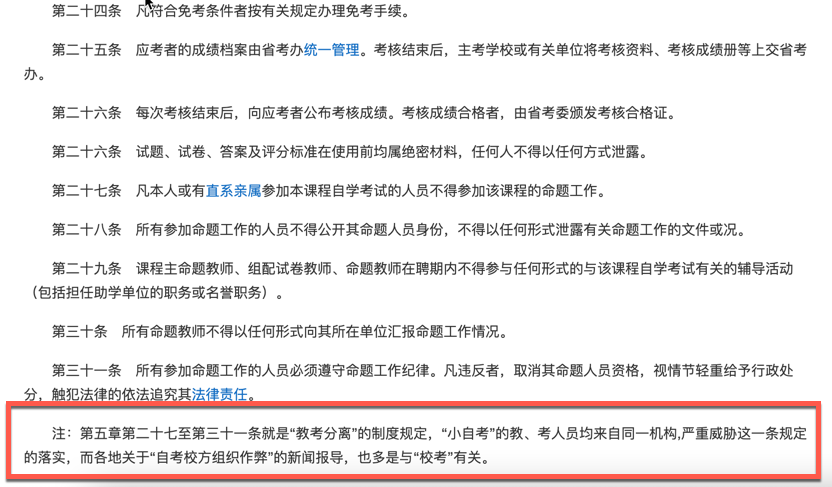 第二十四条　凡符合免考条件者按有关规定办理免考手续。
第二十五条　应考者的成绩档案由省考办统一管理。考核结束后，主考学校或有关单位将考核资料、考核成绩册等上交省考
办。
第二十六条　每次考核结束后，向应考者公布考核成绩。考核成绩合格者，由省考委颁发考核合格证。
第二十六条　试题、试卷、答案及评分标准在使用前均属绝密材料，任何人不得以任何方式泄露。
第二十七条　凡本人或有直系亲属参加本课程自学考试的人员不得参加该课程的命题工作。
第二十八条　所有参加命题工作的人员不得公开其命题人员身份，不得以任何形式泄露有关命题工作的文件或况。
第二十九条　课程主命题教师、组配试卷教师、命题教师在聘期内不得参与任何形式的与该课程自学考试有关的辅导活动
（包括担任助学单位的职务或名誉职务）。
第三十条　所有命题教师不得以任何形式向其所在单位汇报命题工作情况。
第三十一条　所有参加命题工作的人员必须遵守命题工作纪律。凡违反者，取消其命题人员资格，视情节轻重给予行政处
分，触犯法律的依法追究其法律责任。
注：第五章第二十七至第三十一条就是“教考分离”的制度规定，“小自考”的教、考人员均来自同一机构,严重威胁这一条规定
的落实，而各地关于“自考校方组织作弊”的新闻报导，也多是与“校考”有关。